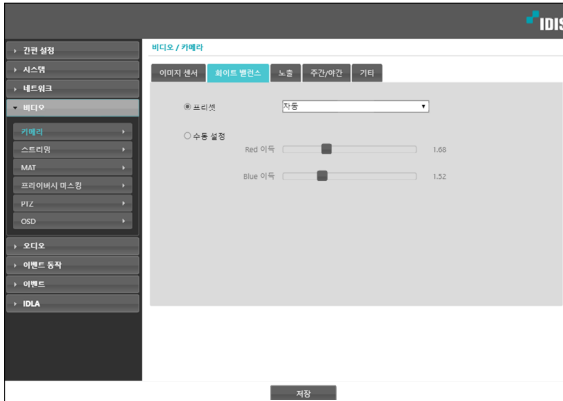 IDIS
간편 설정
시스템
네트워크
비디오
카메라
스트리밍
MAT
프라이버시 마스킹
PTZ
OSD
오디오
이벤트 동작
이벤트
IDLA
비디오 / 카메라
이미지 센서 화이트 밸런스 노출 주간/야간 기타
프리셋 자동
수동 설정
Red 이득 1.68
Blue 이득 1.52
저장